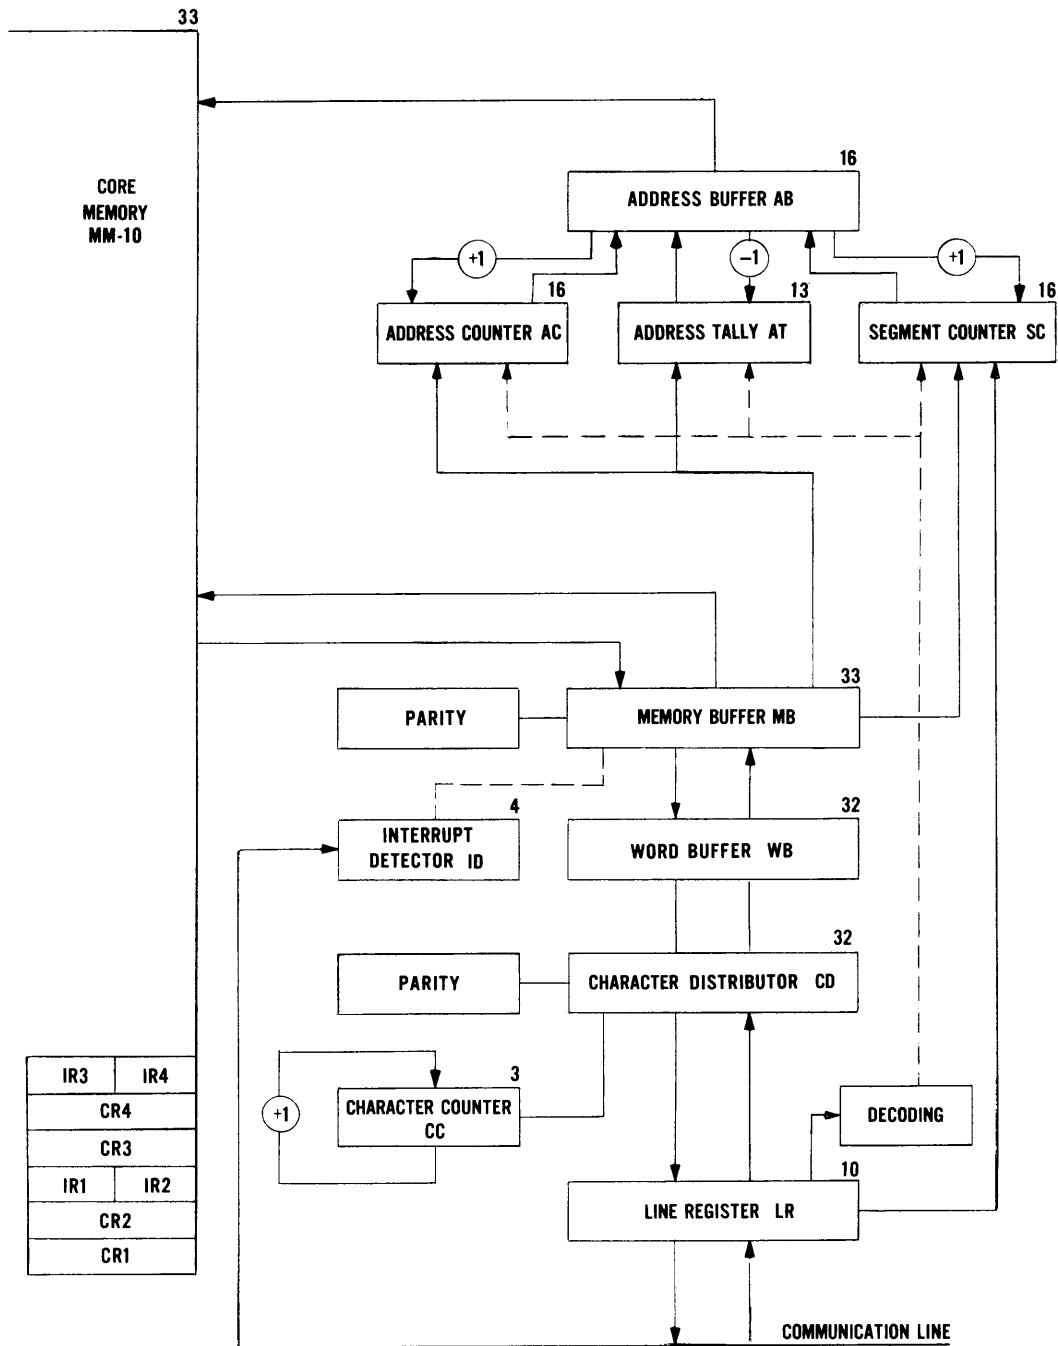 33
CORE
MEMORY
MM-10
16
ADDRESS BUFFER AB
+1
-1
+1
16
13
16
ADDRESS COUNTER AC
ADDRESS TALLY AT
SEGMENT COUNTER SC
33
PARITY
MEMORY BUFFER MB
4
32
INTERRUPT
DETECTOR ID
WORD BUFFER WB
32
PARITY
CHARACTER DISTRIBUTOR CD
3
+1
CHARACTER COUNTER
CC
DECODING
IR3 IR4
CR4
CR3
IR1 IR2
CR2
CR1
10
LINE REGISTER LR
COMMUNICATION LINE